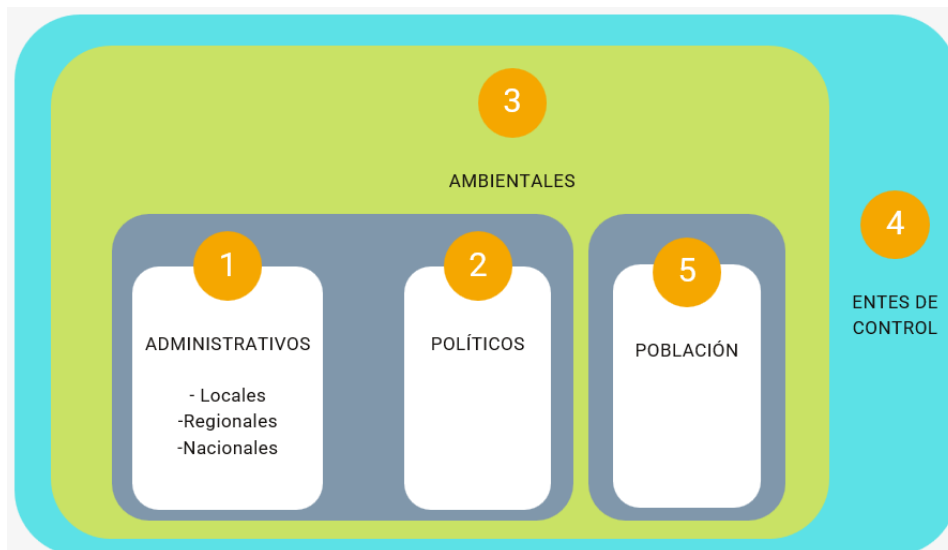 3
AMBIENTALES
4
ENTES DE
CONTROL
1
ADMINISTRATIVOS
- Locales
-Regionales
-Nacionales
2
POLÍTICOS
5
POBLACIÓN